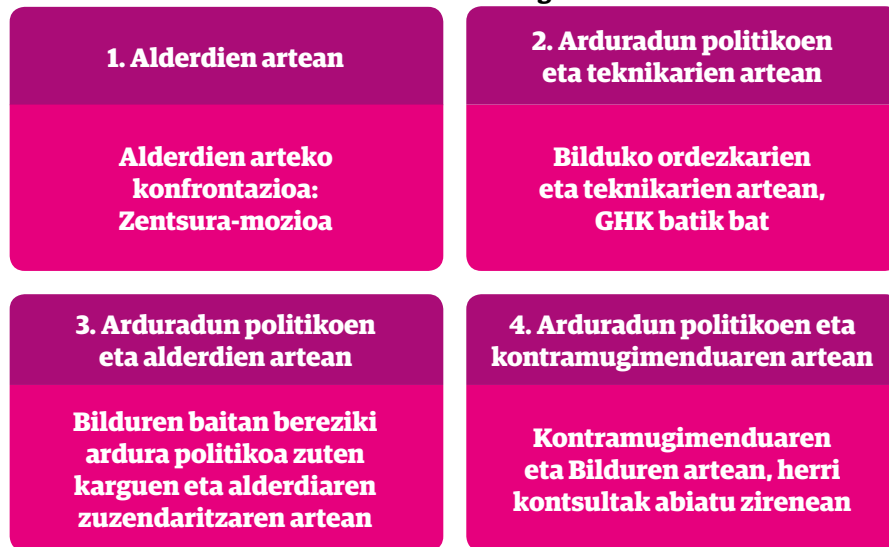 1. Alderdien artean
Alderdien arteko
konfrontazioa:
Zentsura-mozioa
2. Arduradun politikoen
eta teknikarien artean
Bilduko ordezkarien
eta teknikarien artean,
GHK batik bat
3. Arduradun politikoen
eta alderdien artean
Bilduren baitan bereziki
ardura politikoa zuten
karguen eta alderdiaren
zuzendaritzaren artean
4. Arduradun politikoen eta
kontramugimenduaren artean
Kontramugimenduaren
eta Bilduren artean, herri
kontsultak abiatu zirenean